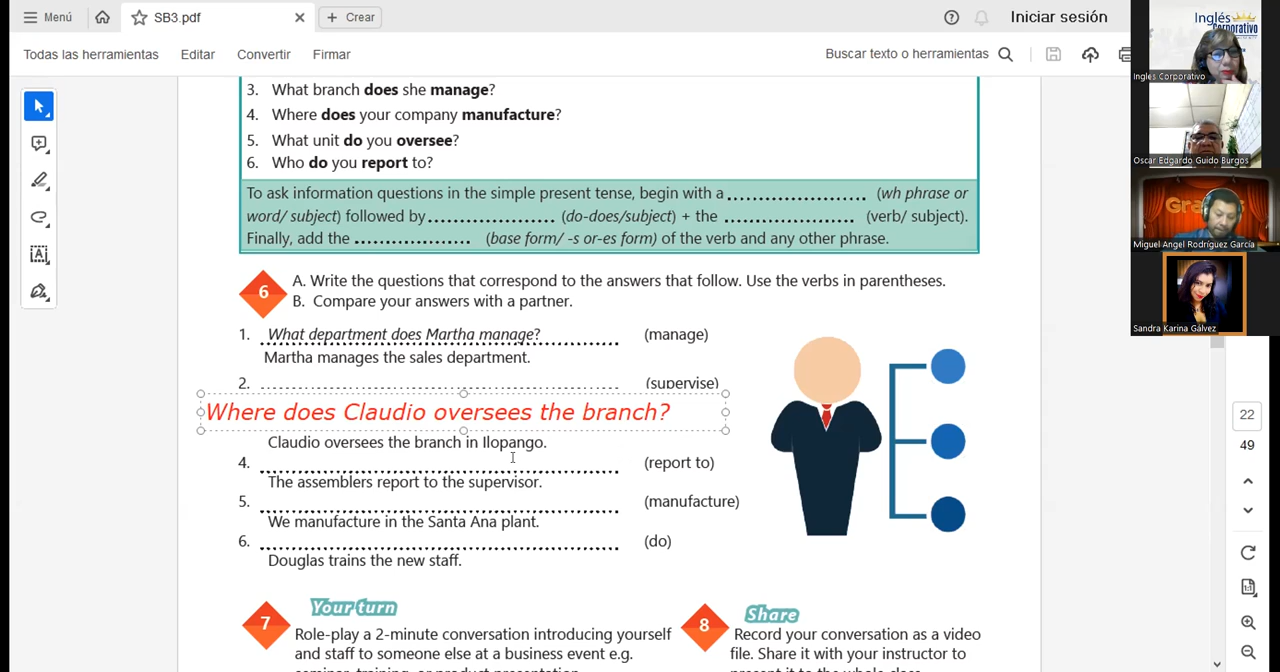 Menú
SB3.pdf
Crear
Iniciar sesión
Todas las herramientas
Editar
Convertir
Firmar
Buscar texto o herramientas
3. What branch does she manage?
4. Where does your company manufacture?
5. What unit do you oversee?
6. Who do you report to?
To ask information questions in the simple present tense, begin with a ...................... (wh phrase or
word/ subject) followed by .................... (do-does/subject) + the .................... (verb/ subject).
Finally, add the .................. (base form/ -s or-es form) of the verb and any other phrase.
6
A. Write the questions that correspond to the answers that follow. Use the verbs in parentheses.
B. Compare your answers with a partner.
1. What department does Martha manage? (manage)
Martha manages the sales department.
2. (supervise)
Where does Claudio oversees the branch?
Claudio oversees the branch in Ilopango.
4. (report to)
The assemblers report to the supervisor.
5. (manufacture)
We manufacture in the Santa Ana plant.
6. (do)
Douglas trains the new staff.
7
Your turn
Role-play a 2-minute conversation introducing yourself
and staff to someone else at a business event e.g.
8
Share
Record your conversation as a video
file. Share it with your instructor to
22
49
Inglés
Corporativo
Ingles Corporativo
Oscar Edgardo Guido Burgos
Miguel Angel Rodríguez García
Sandra Karina Gálvez